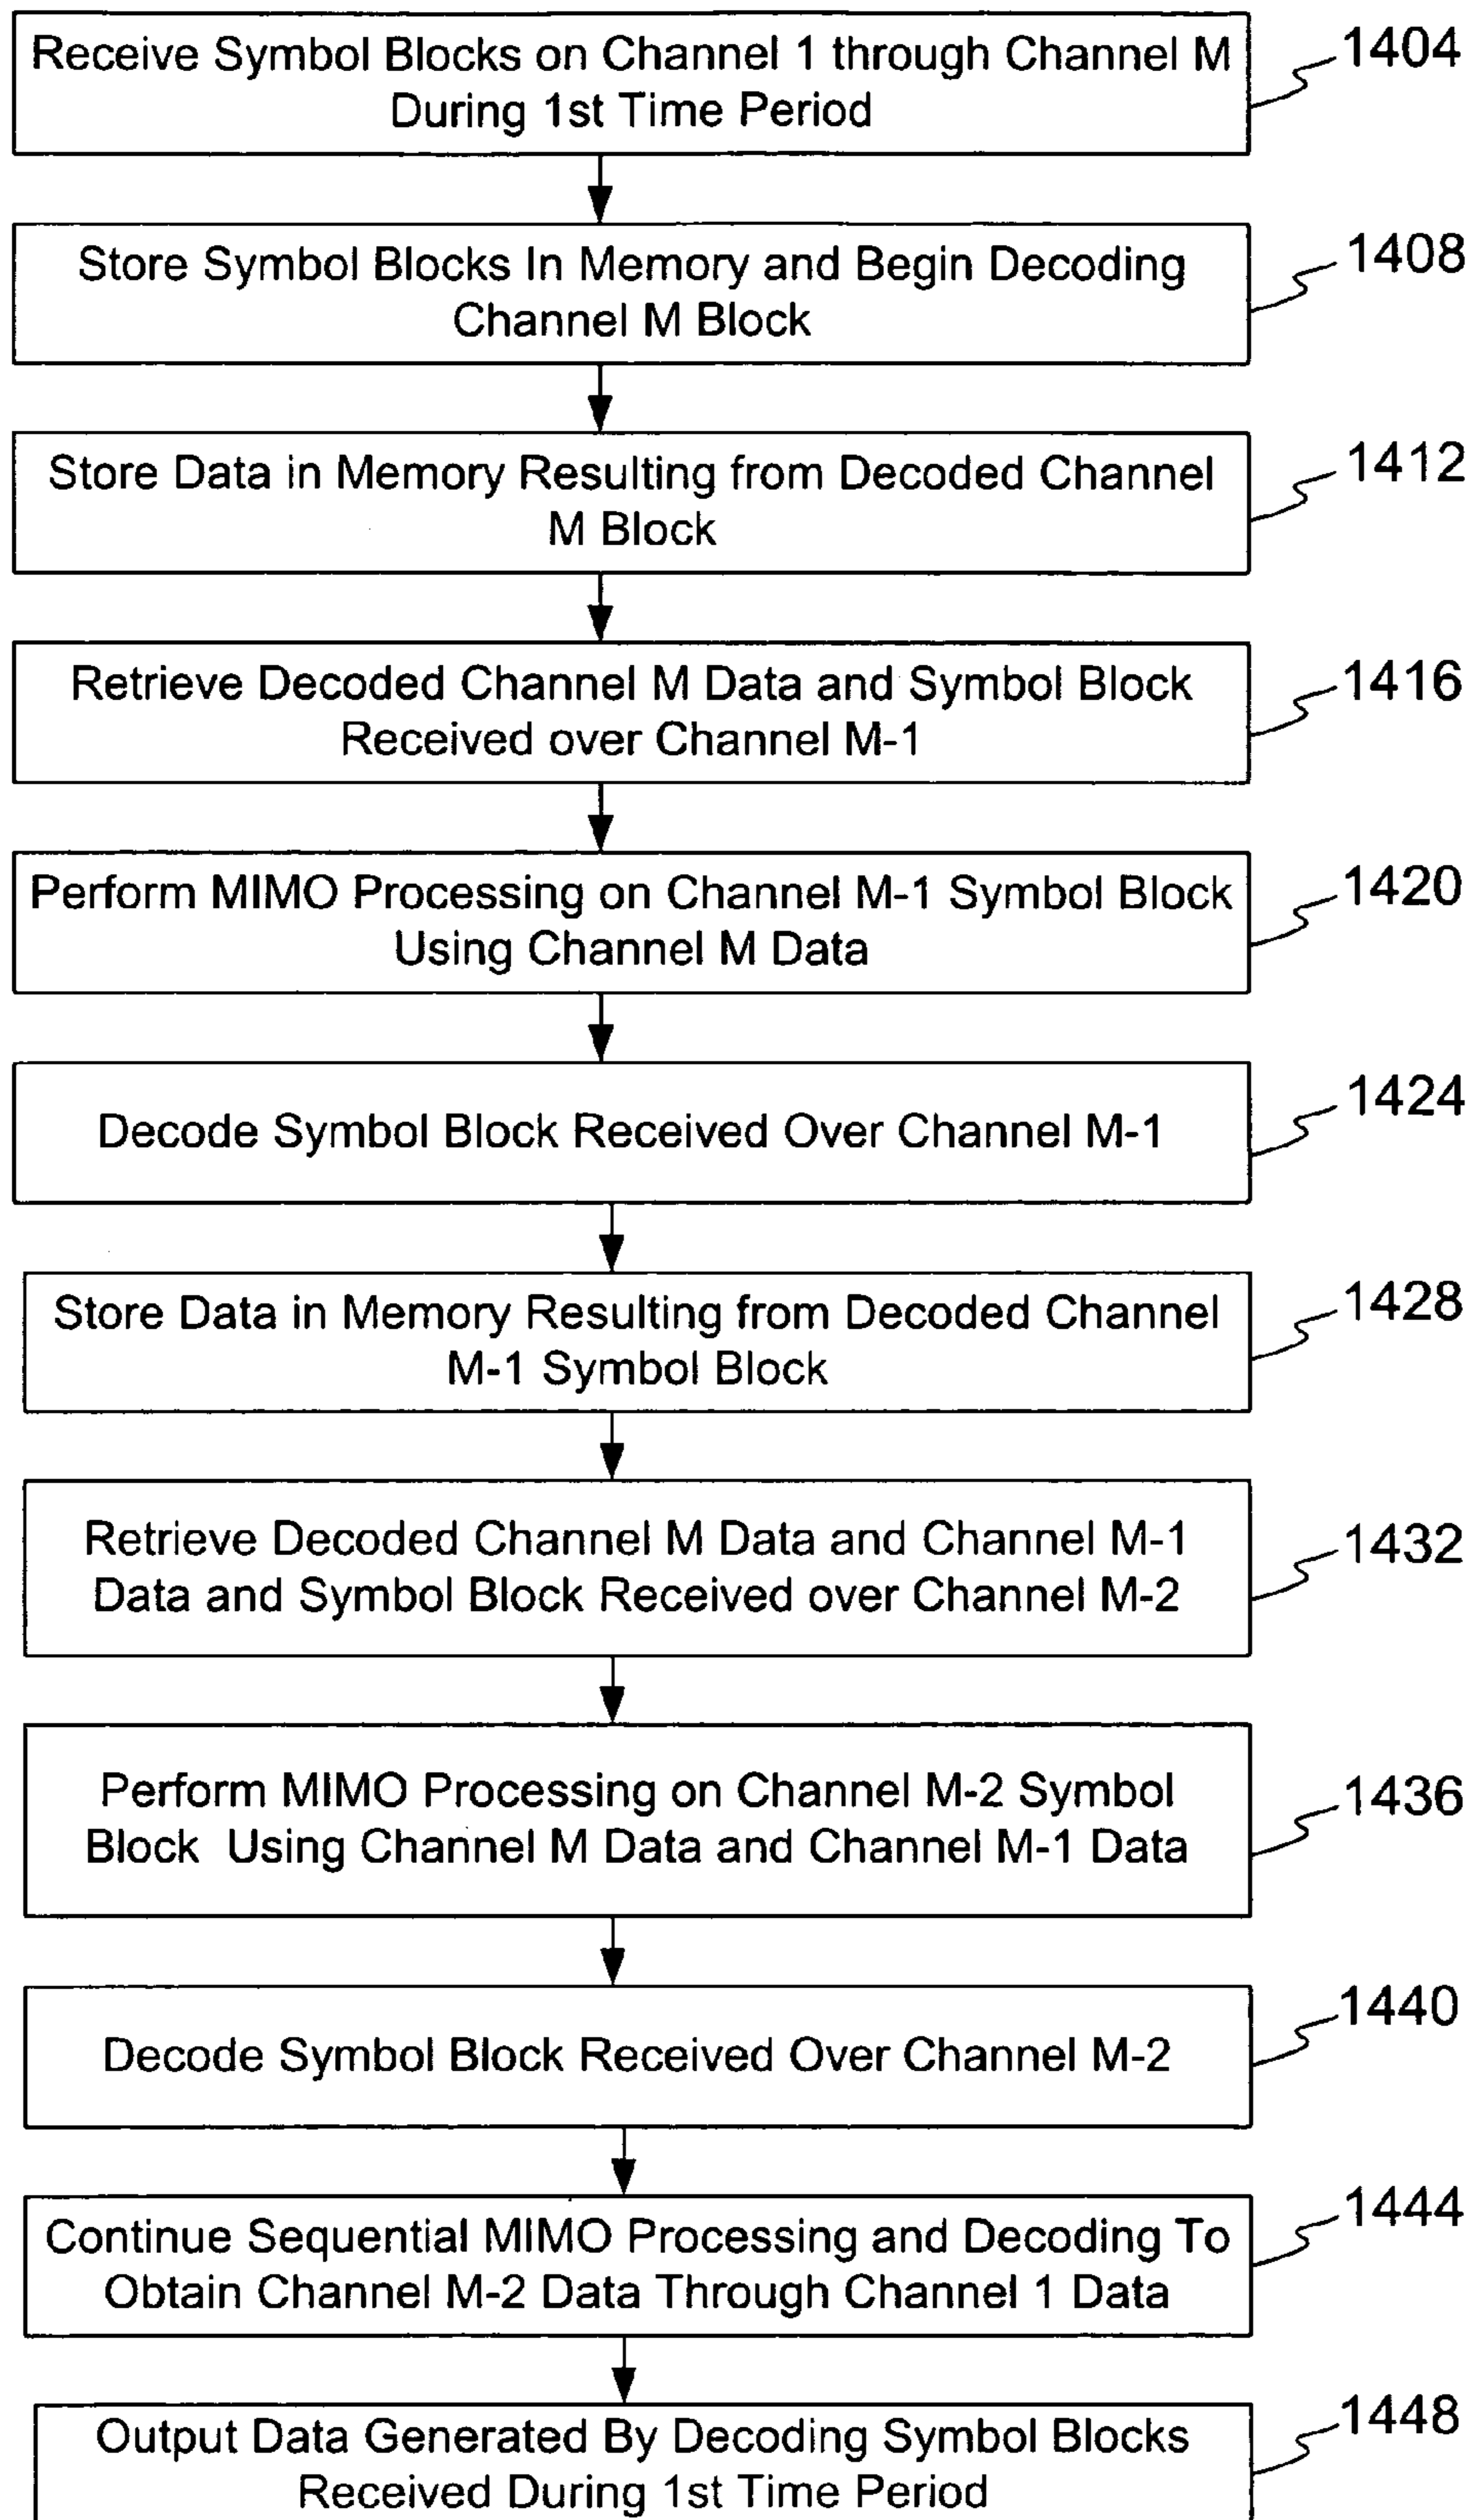 Receive Symbol Blocks on Channel 1 through Channel M
During 1st Time Period
1404
Store Symbol Blocks In Memory and Begin Decoding
Channel M Block
1408
Store Data in Memory Resulting from Decoded Channel
M Block
1412
Retrieve Decoded Channel M Data and Symbol Block
Received over Channel M-1
1416
Perform MIMO Processing on Channel M-1 Symbol Block
Using Channel M Data
1420
Decode Symbol Block Received Over Channel M-1
1424
Store Data in Memory Resulting from Decoded Channel
M-1 Symbol Block
1428
Retrieve Decoded Channel M Data and Channel M-1
Data and Symbol Block Received over Channel M-2
1432
Perform MIMO Processing on Channel M-2 Symbol
Block Using Channel M Data and Channel M-1 Data
1436
Decode Symbol Block Received Over Channel M-2
1440
Continue Sequential MIMO Processing and Decoding To
Obtain Channel M-2 Data Through Channel 1 Data
1444
Output Data Generated By Decoding Symbol Blocks
Received During 1st Time Period
1448